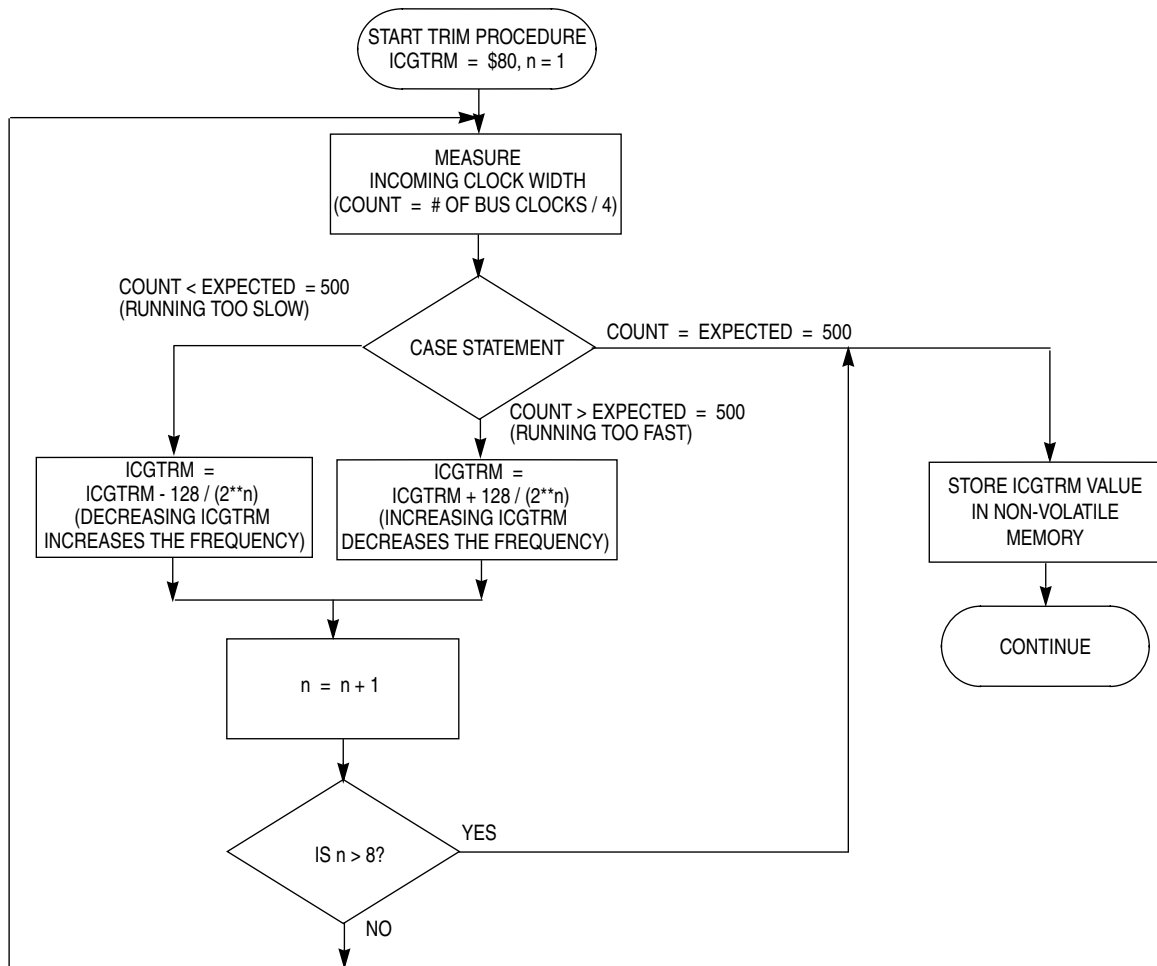 START TRIM PROCEDURE
ICGTRM = $80, n = 1
MEASURE
INCOMING CLOCK WIDTH
(COUNT = # OF BUS CLOCKS / 4)
COUNT < EXPECTED = 500
(RUNNING TOO SLOW)
CASE STATEMENT
COUNT = EXPECTED = 500
COUNT > EXPECTED = 500
(RUNNING TOO FAST)
ICGTRM =
ICGTRM - 128 / (2**n)
(DECREASING ICGTRM
INCREASES THE FREQUENCY)
ICGTRM =
ICGTRM + 128 / (2**n)
(INCREASING ICGTRM
DECREASES THE FREQUENCY)
STORE ICGTRM VALUE
IN NON-VOLATILE
MEMORY
CONTINUE
n = n + 1
IS n > 8?
YES
NO